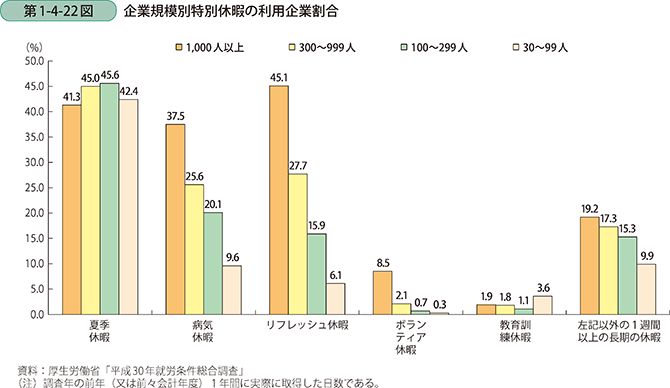 第1-4-22図 企業規模別特別休暇の利用企業割合
(%)
1,000人以上 300〜999人 100〜299人 30〜99人
50.0
45.0
40.0
35.0
30.0
25.0
20.0
15.0
10.0
5.0
0.0
41.3 45.0 45.6 42.4
37.5 25.6 20.1 9.6
45.1 27.7 15.9 6.1
8.5 2.1 0.7 0.3
1.9 1.8 1.1 3.6
19.2 17.3 15.3 9.9
夏季
休暇
病気
休暇
リフレッシュ休暇
ボラン
ティア
休暇
教育訓
練休暇
左記以外の1週間
以上の長期の休暇
資料:厚生労働省「平成30年就労条件総合調査」
(注)調査年の前年(又は前々会計年度)1年間に実際に取得した日数である。